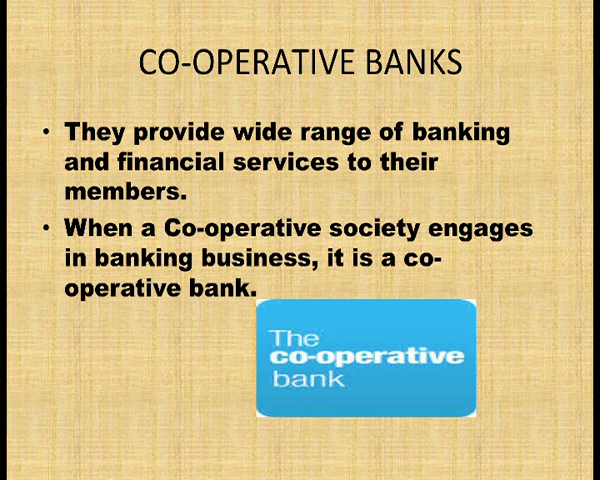 CO-OPERATIVE BANKS
• They provide wide range of banking
and financial services to their
members.
• When a Co-operative society engages
in banking business, it is a co-
operative bank.
The
co-operative
bank